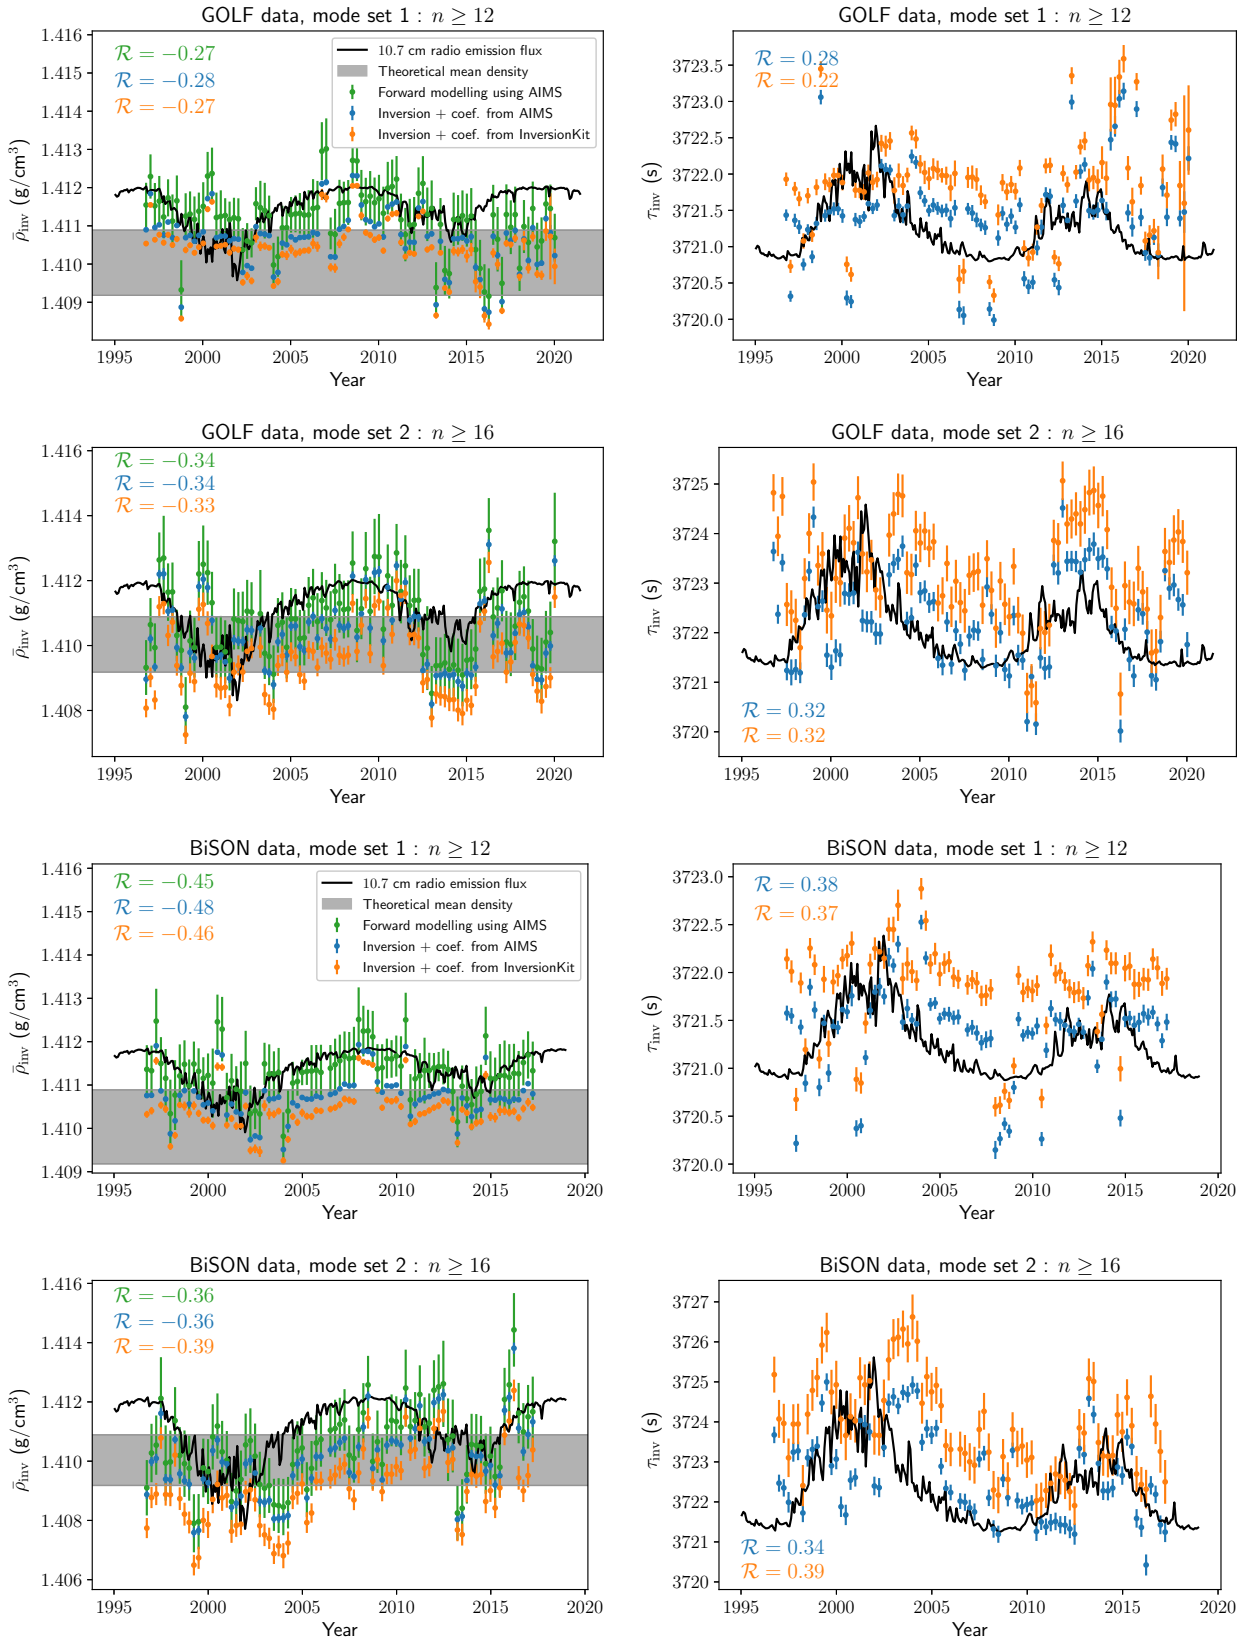 GOLF data, mode set 1 : n ≥ 12
1.416
1.415
1.414
1.413
1.412
1.411
1.410
1.409
ρ̄inv (g/cm³)
R = −0.27
R = −0.28
R = −0.27
10.7 cm radio emission flux
Theoretical mean density
Forward modelling using AIMS
Inversion + coef. from AIMS
Inversion + coef. from InversionKit
1995 2000 2005 2010 2015 2020
Year
GOLF data, mode set 1 : n ≥ 12
3723.5
3723.0
3722.5
3722.0
3721.5
3721.0
3720.5
3720.0
τinv (s)
R = 0.28
R = 0.22
1995 2000 2005 2010 2015 2020
Year
GOLF data, mode set 2 : n ≥ 16
1.416
1.414
1.412
1.410
1.408
ρ̄inv (g/cm³)
R = −0.34
R = −0.34
R = −0.33
1995 2000 2005 2010 2015 2020
Year
GOLF data, mode set 2 : n ≥ 16
3725
3724
3723
3722
3721
3720
τinv (s)
R = 0.32
R = 0.32
1995 2000 2005 2010 2015 2020
Year
BiSON data, mode set 1 : n ≥ 12
1.416
1.415
1.414
1.413
1.412
1.411
1.410
1.409
ρ̄inv (g/cm³)
R = −0.45
R = −0.48
R = −0.46
10.7 cm radio emission flux
Theoretical mean density
Forward modelling using AIMS
Inversion + coef. from AIMS
Inversion + coef. from InversionKit
1995 2000 2005 2010 2015 2020
Year
BiSON data, mode set 1 : n ≥ 12
3723.0
3722.5
3722.0
3721.5
3721.0
3720.5
3720.0
τinv (s)
R = 0.38
R = 0.37
1995 2000 2005 2010 2015 2020
Year
BiSON data, mode set 2 : n ≥ 16
1.416
1.414
1.412
1.410
1.408
1.406
ρ̄inv (g/cm³)
R = −0.36
R = −0.36
R = −0.39
1995 2000 2005 2010 2015 2020
Year
BiSON data, mode set 2 : n ≥ 16
3727
3726
3725
3724
3723
3722
3721
3720
τinv (s)
R = 0.34
R = 0.39
1995 2000 2005 2010 2015 2020
Year